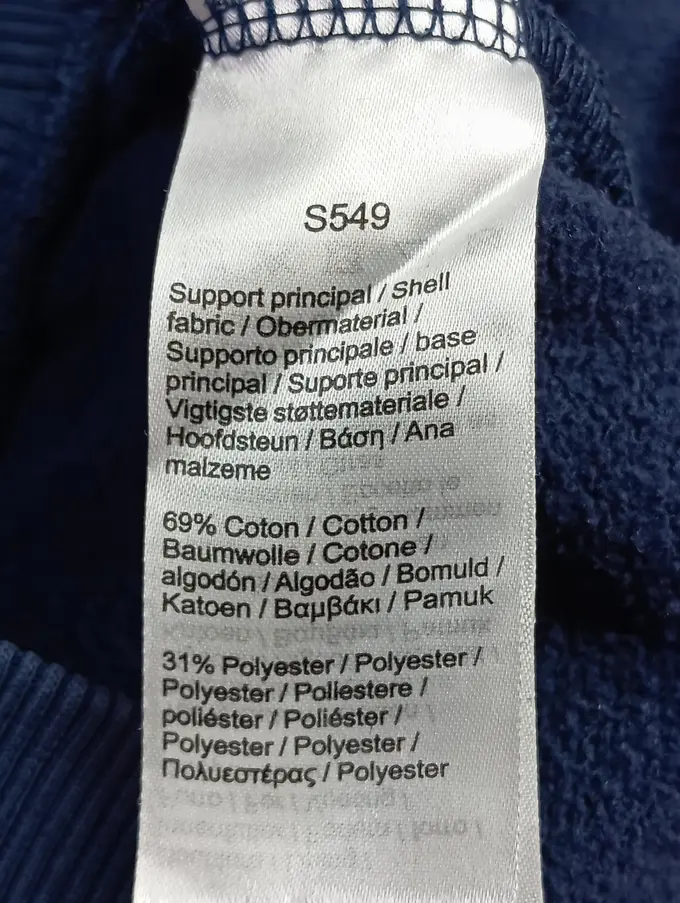 S549
Support principal / Shell
fabric / Obermaterial /
Supporto principale / base
principal / Suporte principal /
Vigtigste støttemateriale /
Hoofdsteun / Βάση / Ana
malzeme
69% Coton / Cotton /
Baumwolle / Cotone /
algodón / Algodão / Bomuld /
Katoen / Βαμβάκι / Pamuk
31% Polyester / Polyester /
Polyester / Poliestere /
poliéster / Poliéster /
Polyester / Polyester /
Πολυεστέρας / Polyester